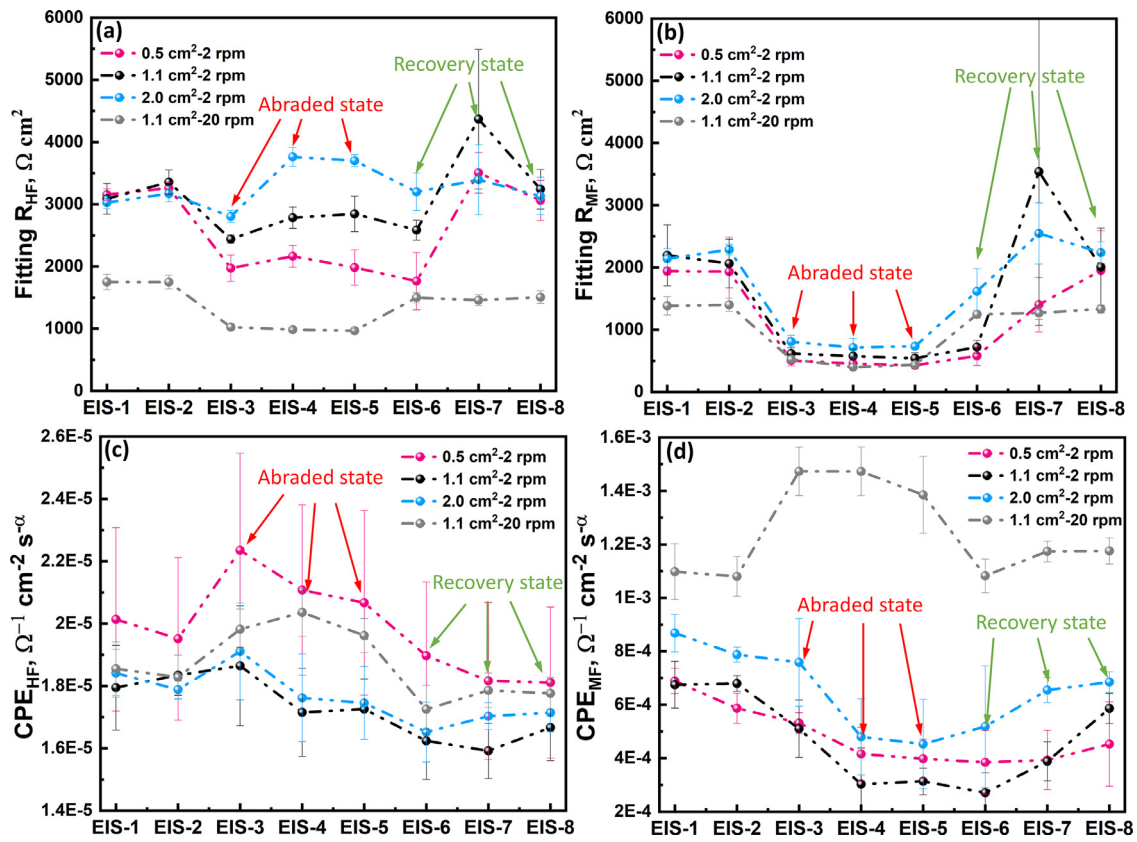 (a)
0.5 cm²-2 rpm
1.1 cm²-2 rpm
2.0 cm²-2 rpm
1.1 cm²-20 rpm
Abraded state
Recovery state
Fitting R_HF, Ω cm²
6000
5000
4000
3000
2000
1000
0
EIS-1 EIS-2 EIS-3 EIS-4 EIS-5 EIS-6 EIS-7 EIS-8
(b)
0.5 cm²-2 rpm
1.1 cm²-2 rpm
2.0 cm²-2 rpm
1.1 cm²-20 rpm
Recovery state
Abraded state
Fitting R_MF, Ω cm²
6000
5000
4000
3000
2000
1000
0
EIS-1 EIS-2 EIS-3 EIS-4 EIS-5 EIS-6 EIS-7 EIS-8
(c)
0.5 cm²-2 rpm
1.1 cm²-2 rpm
2.0 cm²-2 rpm
1.1 cm²-20 rpm
Abraded state
Recovery state
CPE_HF, Ω⁻¹ cm⁻² s⁻ᵅ
2.6E-5
2.4E-5
2.2E-5
2E-5
1.8E-5
1.6E-5
1.4E-5
EIS-1 EIS-2 EIS-3 EIS-4 EIS-5 EIS-6 EIS-7 EIS-8
(d)
0.5 cm²-2 rpm
1.1 cm²-2 rpm
2.0 cm²-2 rpm
1.1 cm²-20 rpm
Abraded state
Recovery state
CPE_MF, Ω⁻¹ cm⁻² s⁻ᵅ
1.6E-3
1.4E-3
1.2E-3
1E-3
8E-4
6E-4
4E-4
2E-4
EIS-1 EIS-2 EIS-3 EIS-4 EIS-5 EIS-6 EIS-7 EIS-8